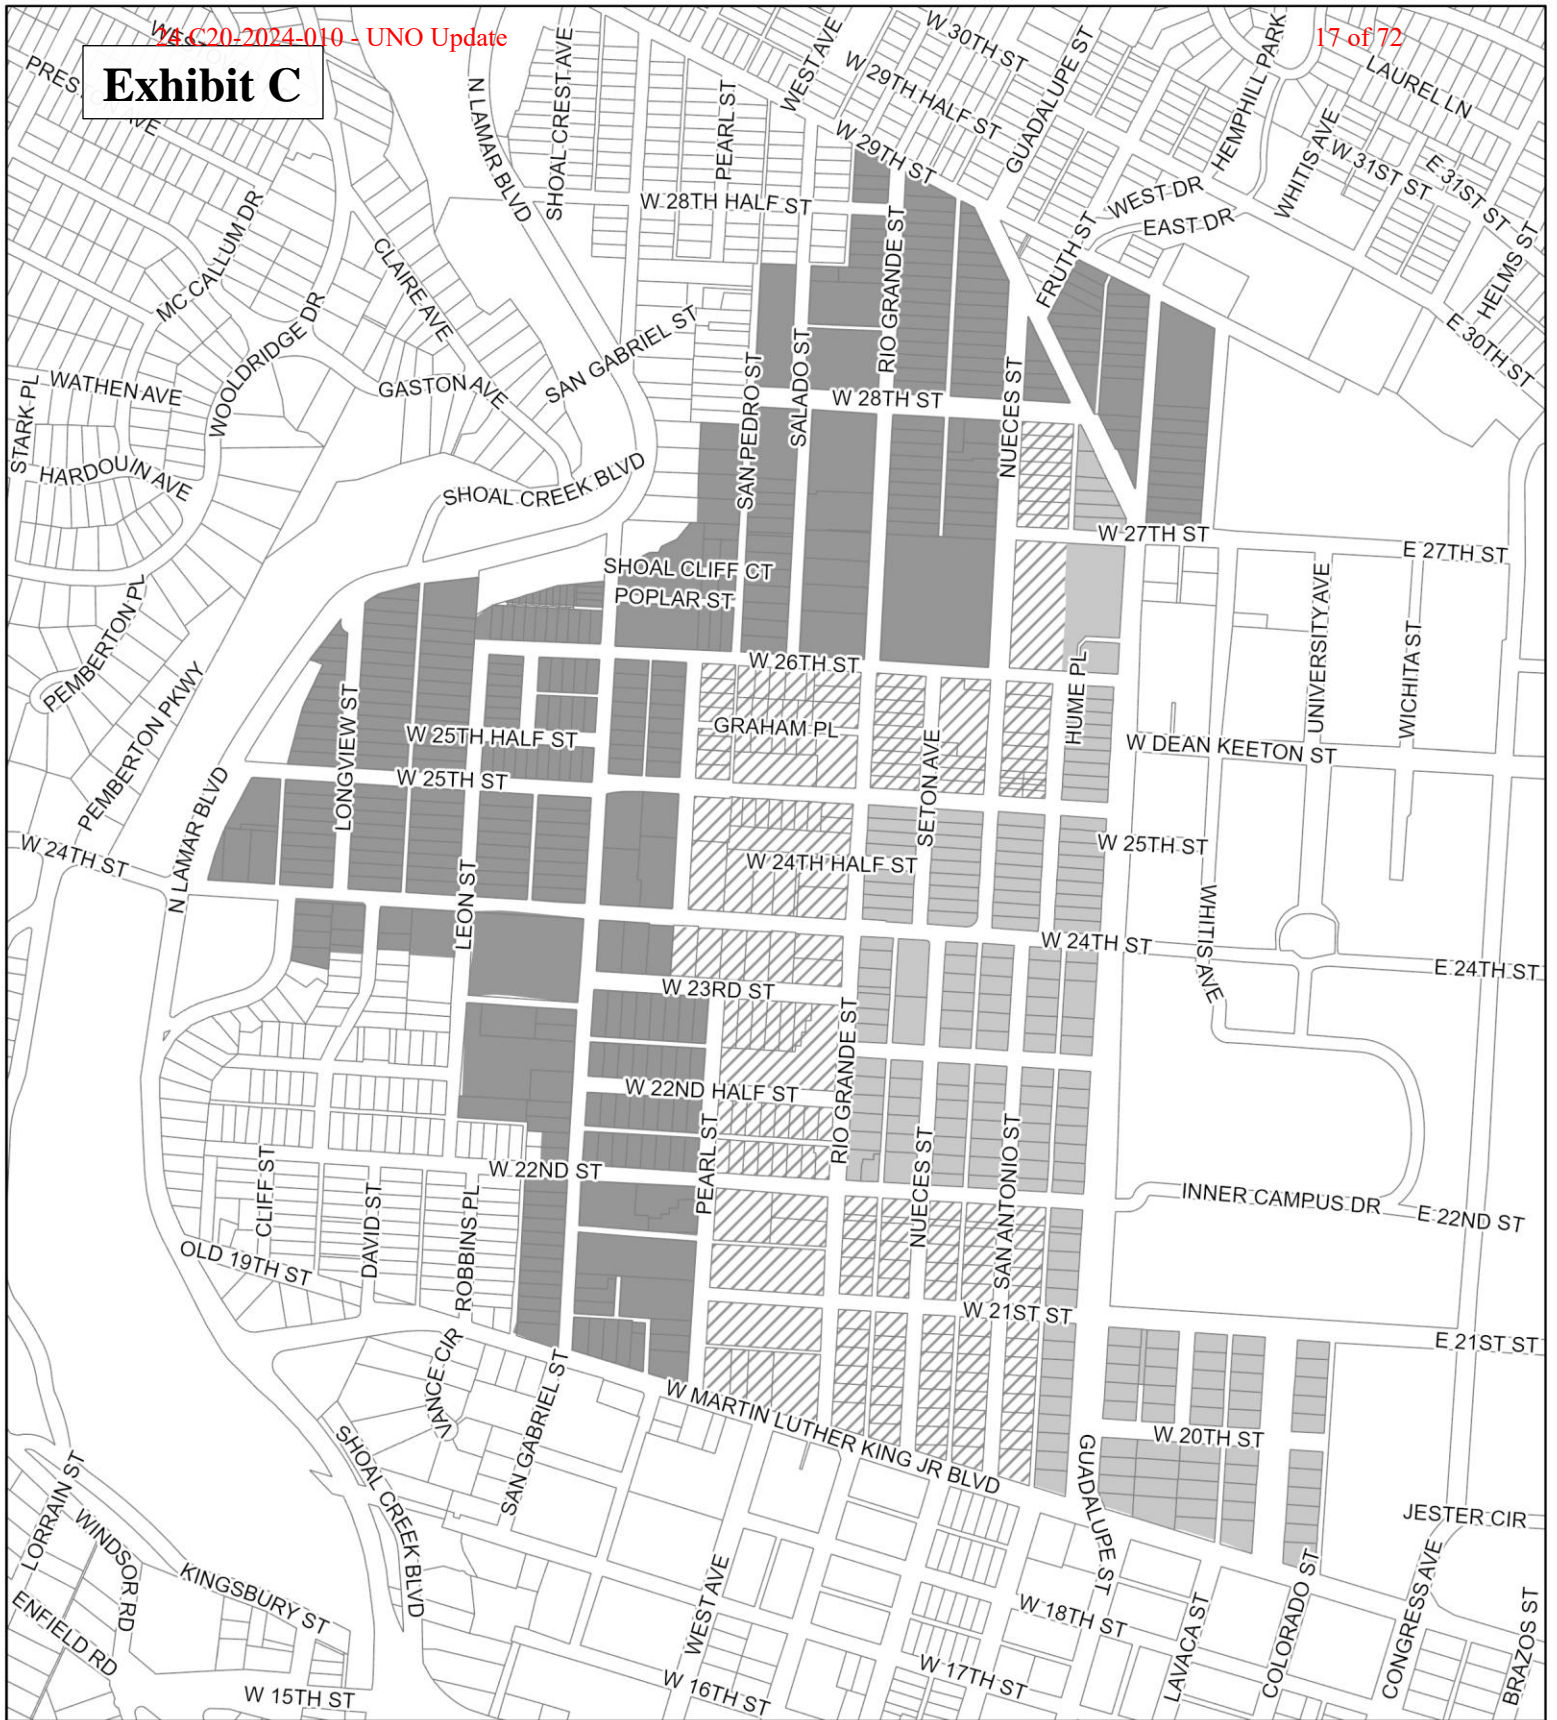 24 C20-2024-010 - UNO Update
17 of 72
Exhibit C
W 30TH ST
GUADALUPE ST
HEMPHILL PARK
LAUREL LN
WEST AVE
W 29TH HALF ST
SHOAL CREST AVE
N LAMAR BLVD
PEARL ST
W 29TH ST
WHITIS AVE
W 31ST ST
E 31ST ST
HELMS ST
WEST DR
EAST DR
FRUTH ST
W 28TH HALF ST
RIO GRANDE ST
MC CALLUM DR
CLAIRE AVE
WOOLDRIDGE DR
E 30TH ST
SAN GABRIEL ST
SAN PEDRO ST
SALADO ST
NUECES ST
WATHEN AVE
GASTON AVE
W 28TH ST
STARK PL
HARDOUIN AVE
SHOAL CREEK BLVD
W 27TH ST
E 27TH ST
SHOAL CLIFF CT
POPLAR ST
PEMBERTON PL
UNIVERSITY AVE
WICHITA ST
W 26TH ST
HUME PL
PEMBERTON PKWY
LONGVIEW ST
W 25TH HALF ST
GRAHAM PL
SETON AVE
W DEAN KEETON ST
W 25TH ST
N LAMAR BLVD
W 24TH ST
W 25TH ST
W 24TH HALF ST
LEON ST
WHITIS AVE
W 24TH ST
E 24TH ST
W 23RD ST
RIO GRANDE ST
W 22ND HALF ST
PEARL ST
NUECES ST
SAN ANTONIO ST
W 22ND ST
CLIFF ST
DAVID ST
ROBBINS PL
INNER CAMPUS DR
E 22ND ST
OLD 19TH ST
W 21ST ST
E 21ST ST
VANCE CIR
SAN GABRIEL ST
W MARTIN LUTHER KING JR BLVD
W 20TH ST
GUADALUPE ST
SHOAL CREEK BLVD
LORRAIN ST
WINDSOR RD
JESTER CIR
KINGSBURY ST
ENFIELD RD
WEST AVE
W 18TH ST
LAVACA ST
COLORADO ST
CONGRESS AVE
BRAZOS ST
W 17TH ST
W 16TH ST
W 15TH ST